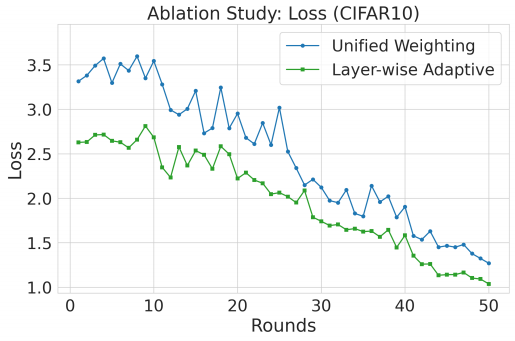 Ablation Study: Loss (CIFAR10)
Unified Weighting
Layer-wise Adaptive
Loss
3.5
3.0
2.5
2.0
1.5
1.0
0 10 20 30 40 50
Rounds